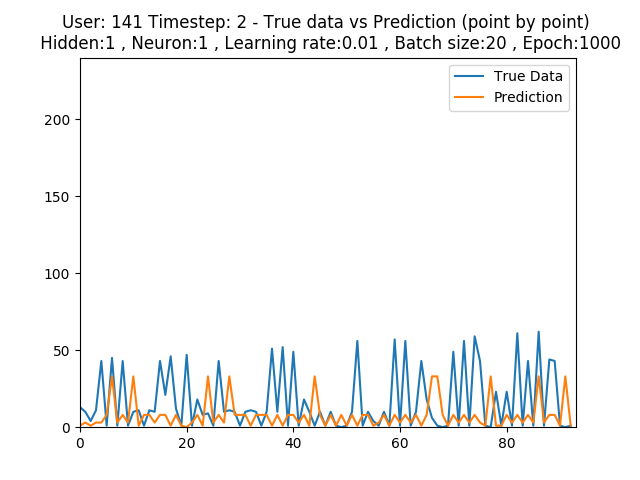 User: 141 Timestep: 2 - True data vs Prediction (point by point)
Hidden:1 , Neuron:1 , Learning rate:0.01 , Batch size:20 , Epoch:1000
True Data
Prediction
200
150
100
50
0
0 20 40 60 80